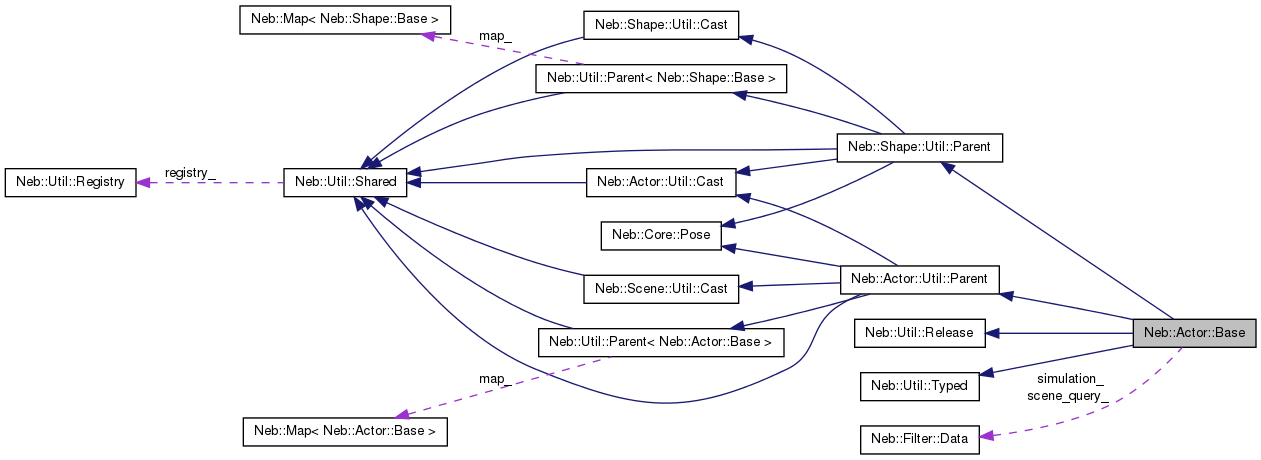 Neb::Map< Neb::Shape::Base >
Neb::Shape::Util::Cast
map_
Neb::Util::Parent< Neb::Shape::Base >
Neb::Shape::Util::Parent
registry_
Neb::Util::Registry
Neb::Util::Shared
Neb::Actor::Util::Cast
Neb::Core::Pose
Neb::Actor::Util::Parent
Neb::Scene::Util::Cast
Neb::Util::Release
Neb::Actor::Base
Neb::Util::Parent< Neb::Actor::Base >
map_
Neb::Util::Typed
simulation_
scene_query_
Neb::Map< Neb::Actor::Base >
Neb::Filter::Data